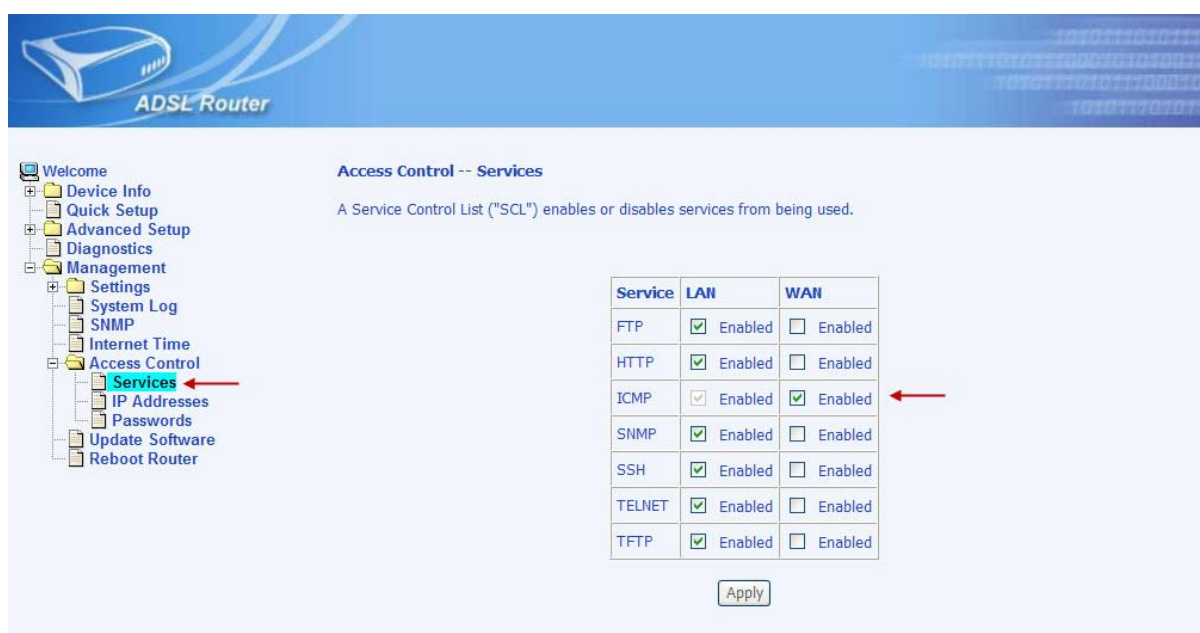 ADSL Router
Welcome
Device Info
Quick Setup
Advanced Setup
Diagnostics
Management
Settings
System Log
SNMP
Internet Time
Access Control
Services
IP Addresses
Passwords
Update Software
Reboot Router
Access Control -- Services
A Service Control List ("SCL") enables or disables services from being used.
Service LAN WAN
FTP Enabled Enabled
HTTP Enabled Enabled
ICMP Enabled Enabled
SNMP Enabled Enabled
SSH Enabled Enabled
TELNET Enabled Enabled
TFTP Enabled Enabled
Apply